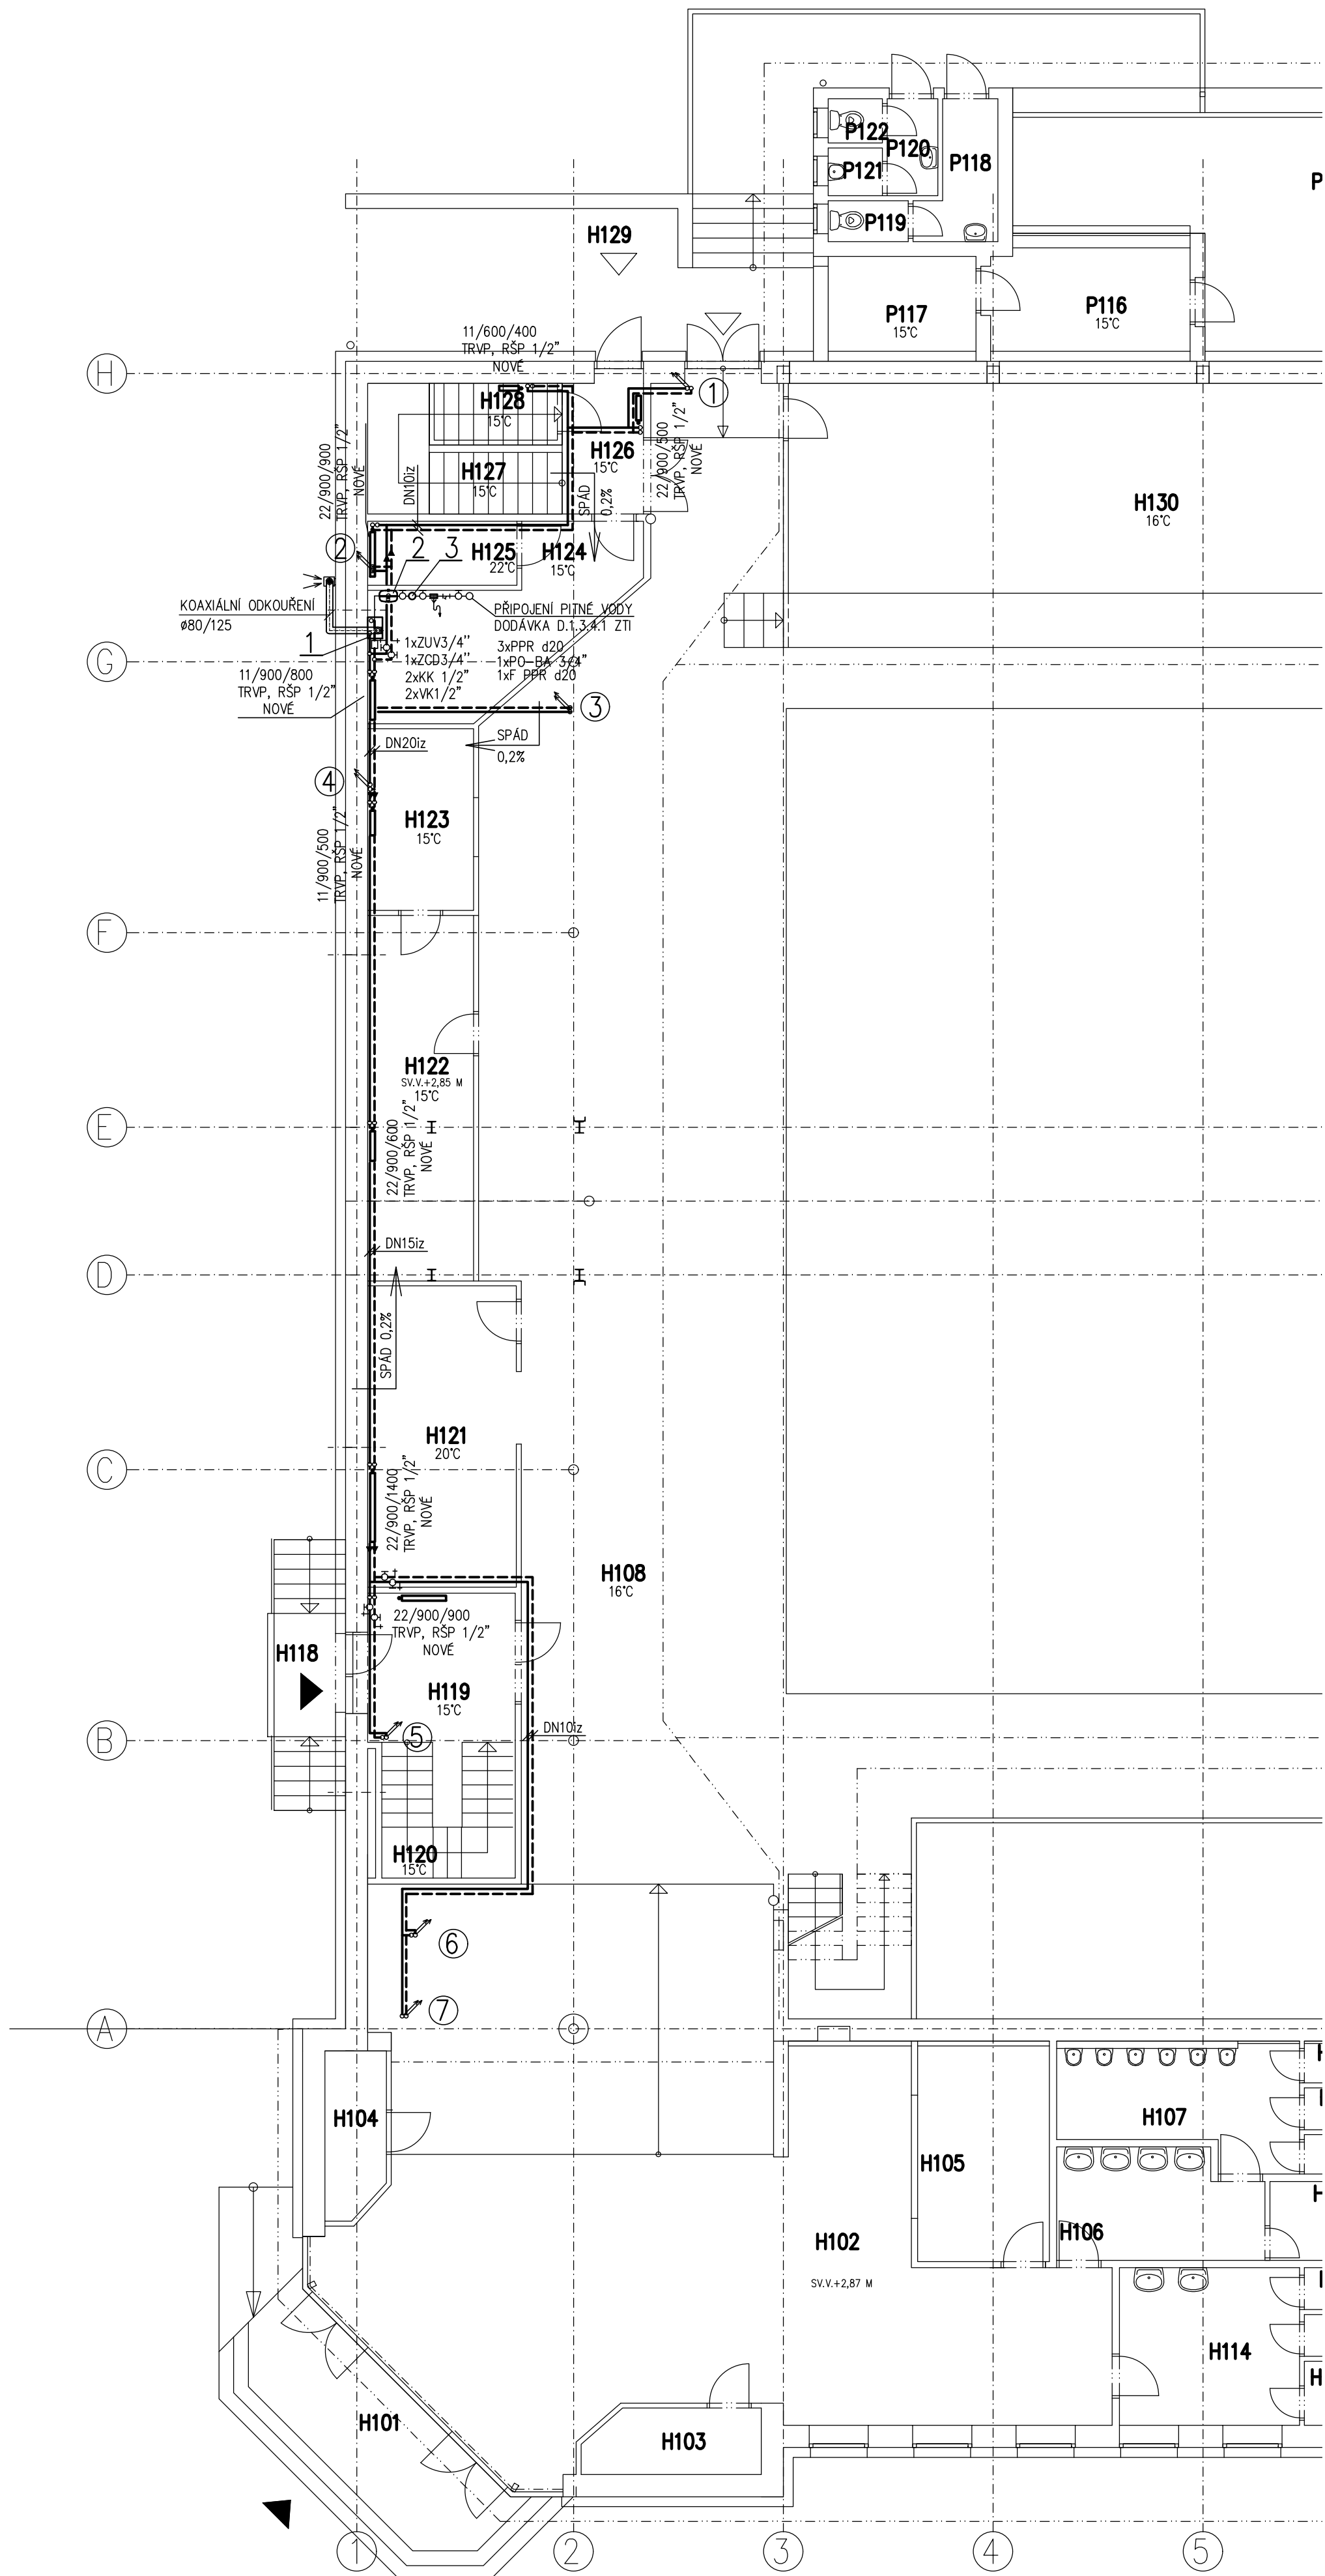 P122
P120
P121
P118
P119
P
H129
P117
15°C
P116
15°C
11/600/400
TRVP, RŠP 1/2"
NOVÉ
H
H128
15°C
1
H126
15°C
H127
15°C
22/900/500
TRVP, RŠP 1/2"
NOVÉ
22/900/900
TRVP, RŠP 1/2"
NOVÉ
DN10iz
SPÁD
0,2%
H130
16°C
2
H125
22°C
H124
15°C
2
3
KOAXIÁLNÍ ODKOUŘENÍ
ø80/125
PŘIPOJENÍ PITNÉ VODY
DODÁVKA D.1.3.4.1 ZTI
1
1xZUV3/4''
1xZCD3/4''
2xKK 1/2"
2xVK1/2"
3xPPR d20
1xPO-BA 3/4"
1xF PPR d20
G
11/900/800
TRVP, RŠP 1/2"
NOVÉ
3
SPÁD
0,2%
DN20iz
4
11/900/500
TRVP, RŠP 1/2"
NOVÉ
H123
15°C
F
H122
SV.V.+2,85 M
15°C
E
22/900/600
TRVP, RŠP 1/2"
NOVÉ
DN15iz
D
SPÁD 0,2%
H121
20°C
C
22/900/1400
TRVP, RŠP 1/2"
NOVÉ
H108
16°C
22/900/900
TRVP, RŠP 1/2"
NOVÉ
H118
H119
15°C
5
DN10iz
B
H120
15°C
6
7
A
H104
H107
H105
H106
H102
SV.V.+2,87 M
H114
H101
H103
1
2
3
4
5